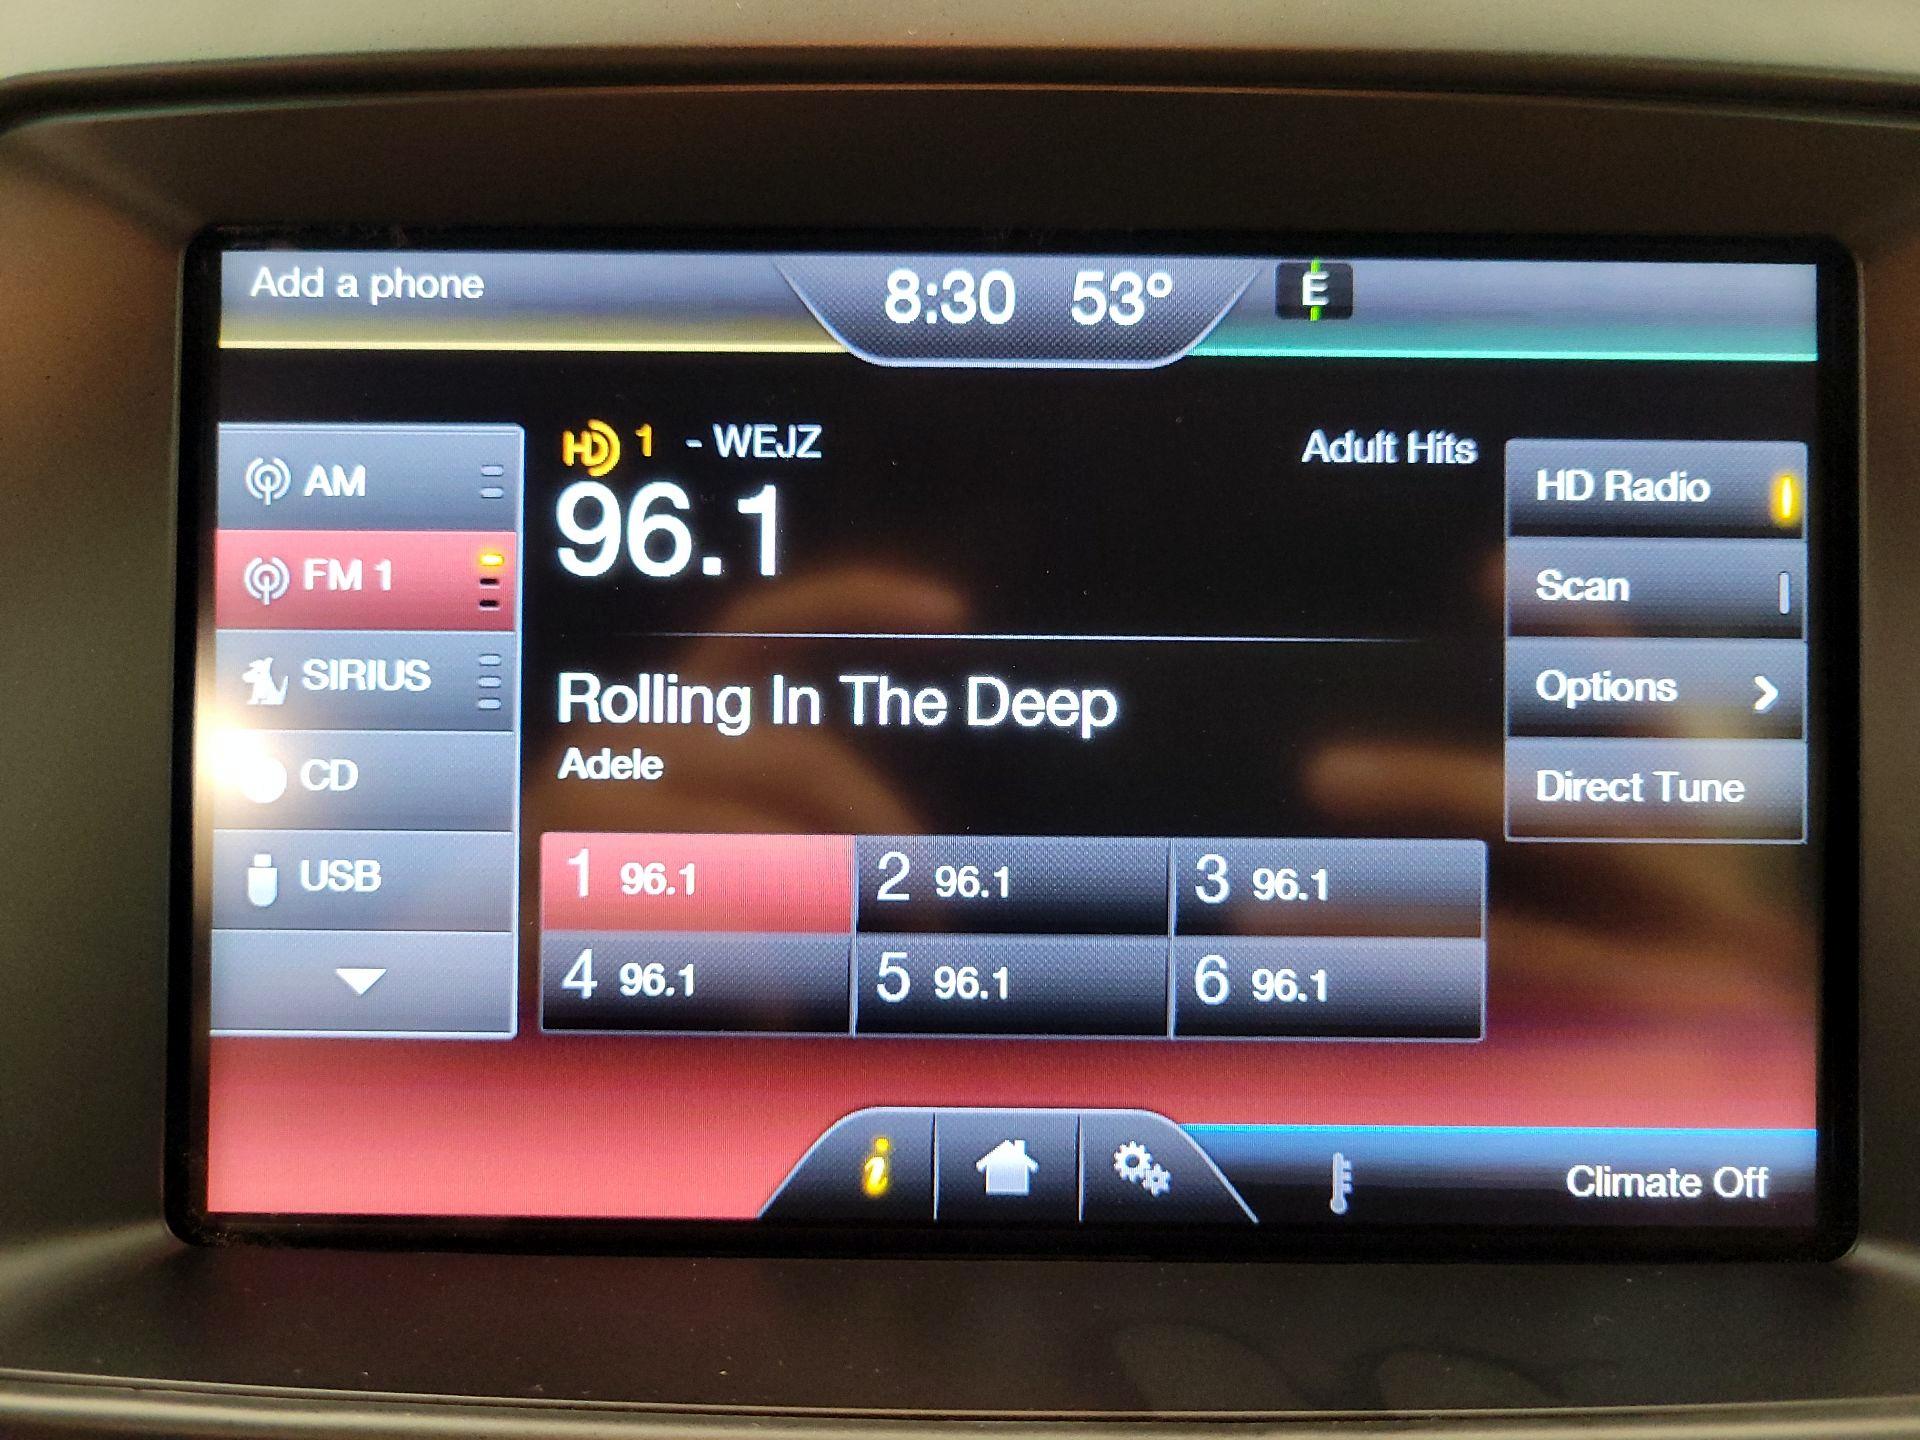 Add a phone
8:30 53° E
HD 1 - WEJZ
Adult Hits
96.1
AM
FM 1
SIRIUS
CD
USB
Rolling In The Deep
Adele
HD Radio
Scan
Options
Direct Tune
1 96.1
2 96.1
3 96.1
4 96.1
5 96.1
6 96.1
i
Climate Off